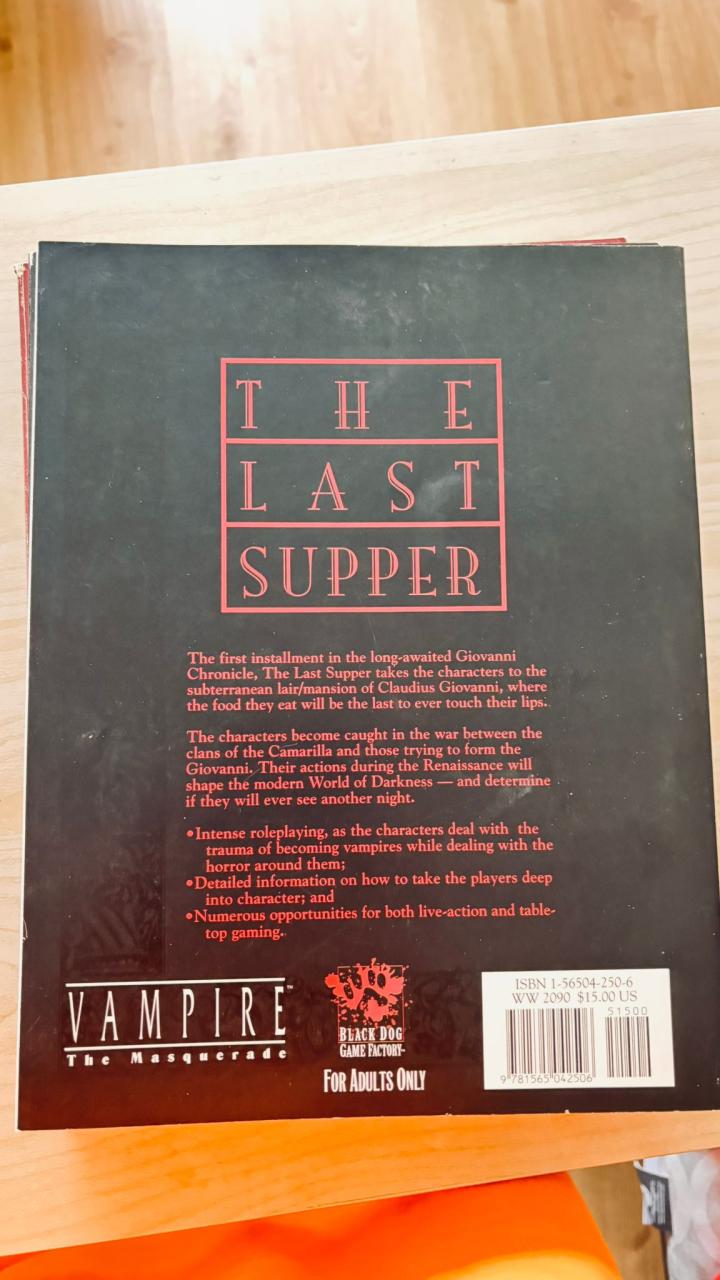 THE
LAST
SUPPER
The first installment in the long-awaited Giovanni
Chronicle, The Last Supper takes the characters to the
subterranean lair/mansion of Claudius Giovanni, where
the food they eat will be the last to ever touch their lips.
The characters become caught in the war between the
clans of the Camarilla and those trying to form the
Giovanni. Their actions during the Renaissance will
shape the modern World of Darkness — and determine
if they will ever see another night.
•Intense roleplaying, as the characters deal with the
trauma of becoming vampires while dealing with the
horror around them;
•Detailed information on how to take the players deep
into character; and
•Numerous opportunities for both live-action and table-
top gaming.
VAMPIRE™
The Masquerade
BLACK DOG
GAME FACTORY™
FOR ADULTS ONLY
ISBN 1-56504-250-6
WW 2090 $15.00 US
51500
9 781565 042506